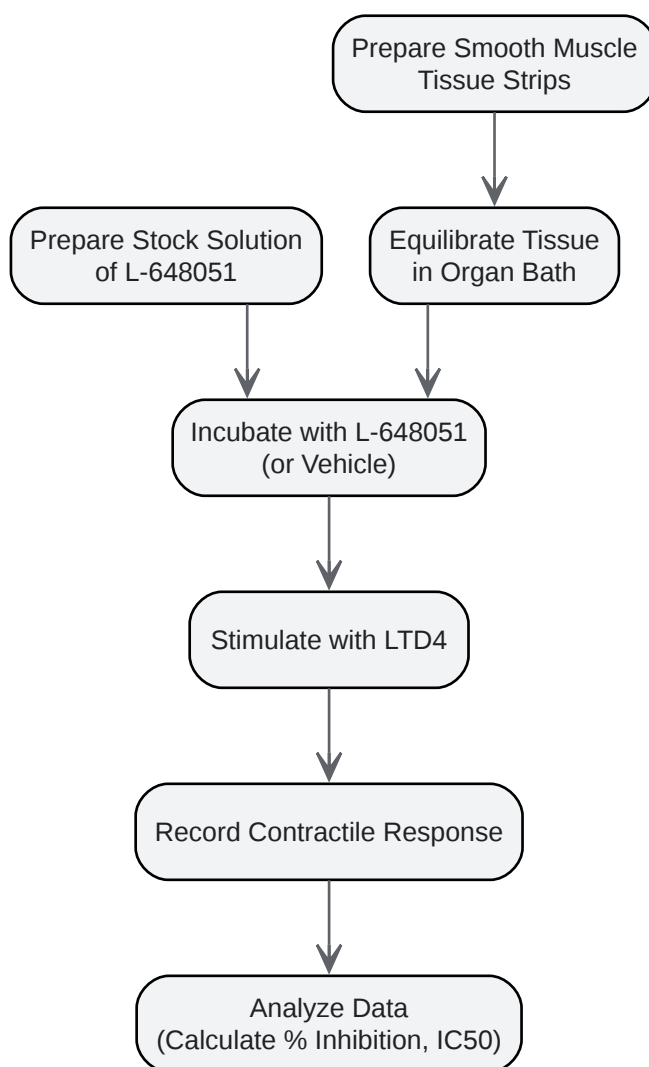 Prepare Smooth Muscle
Tissue Strips
Prepare Stock Solution
of L-648051
Equilibrate Tissue
in Organ Bath
Incubate with L-648051
(or Vehicle)
Stimulate with LTD4
Record Contractile Response
Analyze Data
(Calculate % Inhibition, IC50)